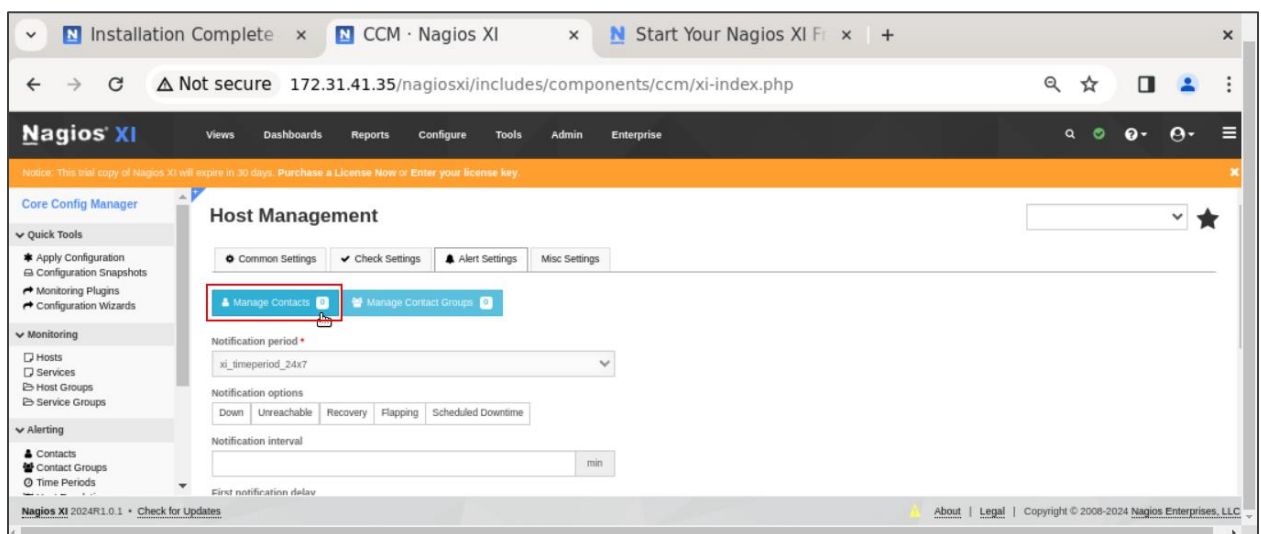 Installation Complete
CCM · Nagios XI
Start Your Nagios XI Fr
Not secure 172.31.41.35/nagiosxi/includes/components/ccm/xi-index.php
Nagios XI
Views Dashboards Reports Configure Tools Admin Enterprise
Notice: This trial copy of Nagios XI will expire in 30 days. Purchase a License Now or Enter your license key.
Core Config Manager
Quick Tools
Apply Configuration
Configuration Snapshots
Monitoring Plugins
Configuration Wizards
Monitoring
Hosts
Services
Host Groups
Service Groups
Alerting
Contacts
Contact Groups
Time Periods
Host Management
Common Settings Check Settings Alert Settings Misc Settings
Manage Contacts 0 Manage Contact Groups 0
Notification period *
xi_timeperiod_24x7
Notification options
Down Unreachable Recovery Flapping Scheduled Downtime
Notification interval
min
First notification delay
Nagios XI 2024R1.0.1 • Check for Updates
About | Legal | Copyright © 2008-2024 Nagios Enterprises, LLC